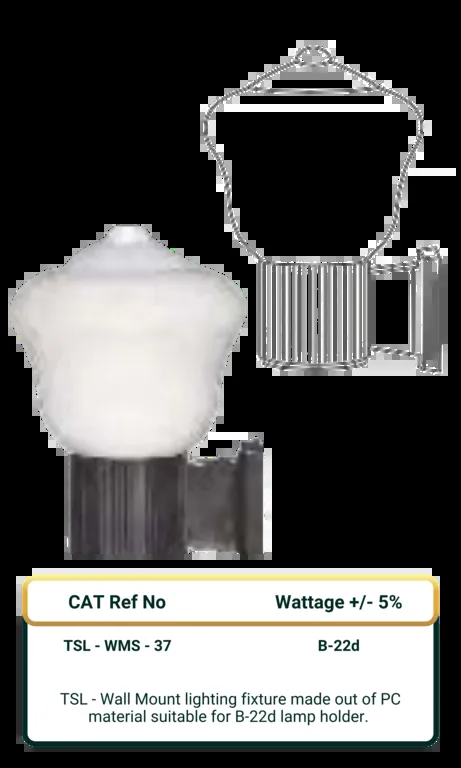 CAT Ref No Wattage +/- 5%
TSL - WMS - 37 B-22d
TSL - Wall Mount lighting fixture made out of PC
material suitable for B-22d lamp holder.